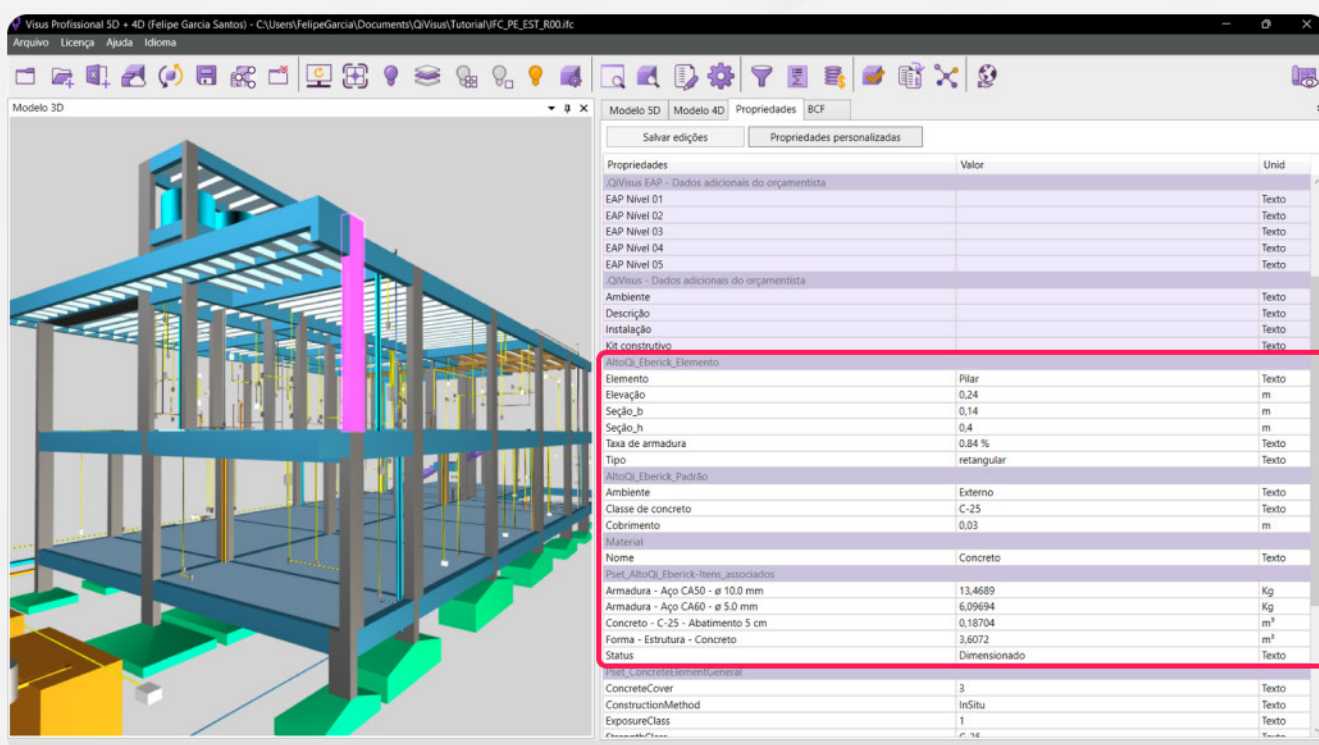 Visus Profissional 5D + 4D (Felipe Garcia Santos) - C:\Users\FelipeGarcia\Documents\QiVisus\Tutorial\IFC_PE_EST_R00.ifc
Arquivo Licença Ajuda Idioma
Modelo 3D
Modelo 5D Modelo 4D Propriedades BCF
Salvar edições Propriedades personalizadas
Propriedades Valor Unid
.QiVisus EAP - Dados adicionais do orçamentista
EAP Nível 01 Texto
EAP Nível 02 Texto
EAP Nível 03 Texto
EAP Nível 04 Texto
EAP Nível 05 Texto
.QiVisus - Dados adicionais do orçamentista
Ambiente Texto
Descrição Texto
Instalação Texto
Kit construtivo Texto
AltoQi_Eberick_Elemento
Elemento Pilar Texto
Elevação 0,24 m
Seção_b 0,14 m
Seção_h 0,4 m
Taxa de armadura 0.84 % Texto
Tipo retangular Texto
AltoQi_Eberick_Padrão
Ambiente Externo Texto
Classe de concreto C-25 Texto
Cobrimento 0,03 m
Material
Nome Concreto Texto
Pset_AltoQi_Eberick-Itens_associados
Armadura - Aço CA50 - ø 10.0 mm 13,4689 Kg
Armadura - Aço CA60 - ø 5.0 mm 6,09694 Kg
Concreto - C-25 - Abatimento 5 cm 0,18704 m³
Forma - Estrutura - Concreto 3,6072 m²
Status Dimensionado Texto
Pset_ConcreteElementGeneral
ConcreteCover 3 Texto
ConstructionMethod InSitu Texto
ExposureClass 1 Texto
StrengthClass C-25 Texto